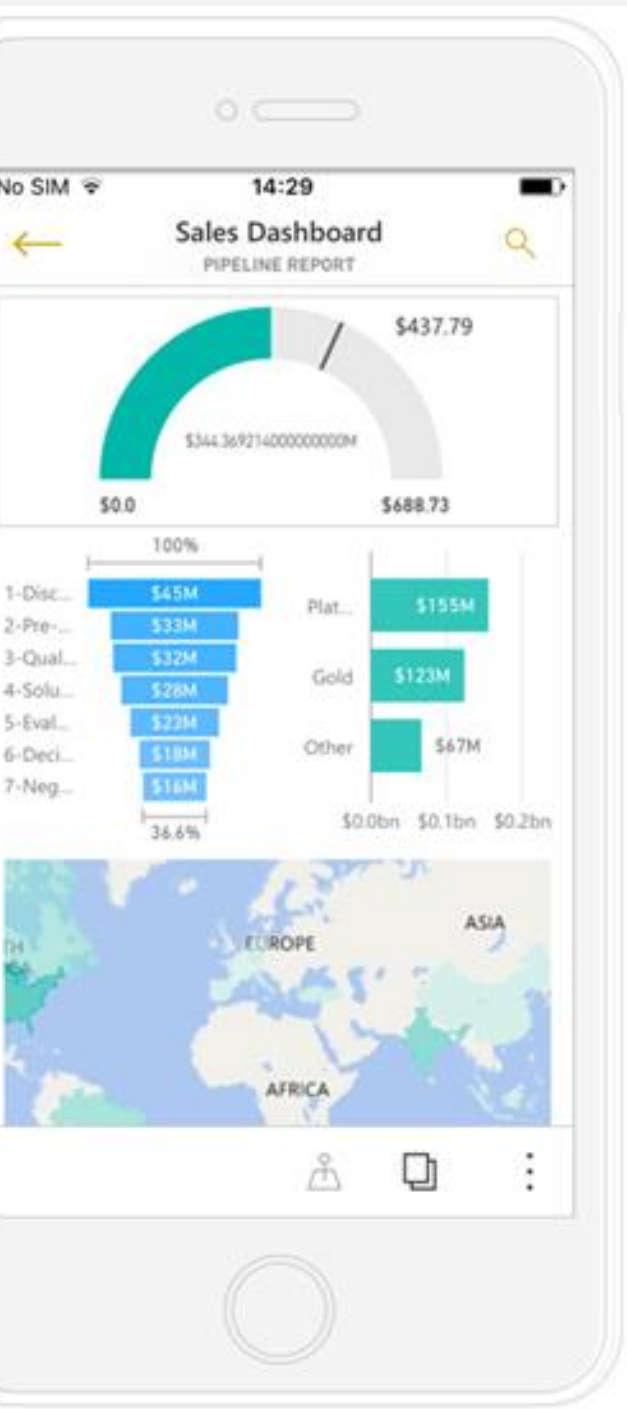 No SIM 14:29
Sales Dashboard
PIPELINE REPORT
$437.79
$344.369214000000000M
$0.0 $688.73
100%
1-Disc... $45M
2-Pre-... $33M
3-Qual... $32M
4-Solu... $28M
5-Eval... $23M
6-Deci... $18M
7-Neg... $16M
36.6%
Plat... $155M
Gold $123M
Other $67M
$0.0bn $0.1bn $0.2bn
ASIA
TH
EUROPE
AFRICA